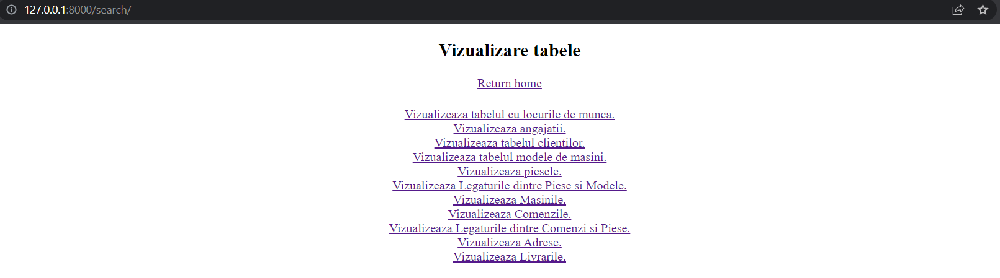 127.0.0.1:8000/search/
Vizualizare tabele
Return home
Vizualizeaza tabelul cu locurile de munca.
Vizualizeaza angajatii.
Vizualizeaza tabelul clientilor.
Vizualizeaza tabelul modele de masini.
Vizualizeaza piesele.
Vizualizeaza Legaturile dintre Piese si Modele.
Vizualizeaza Masinile.
Vizualizeaza Comenzile.
Vizualizeaza Legaturile dintre Comenzi si Piese.
Vizualizeaza Adrese.
Vizualizeaza Livrarile.